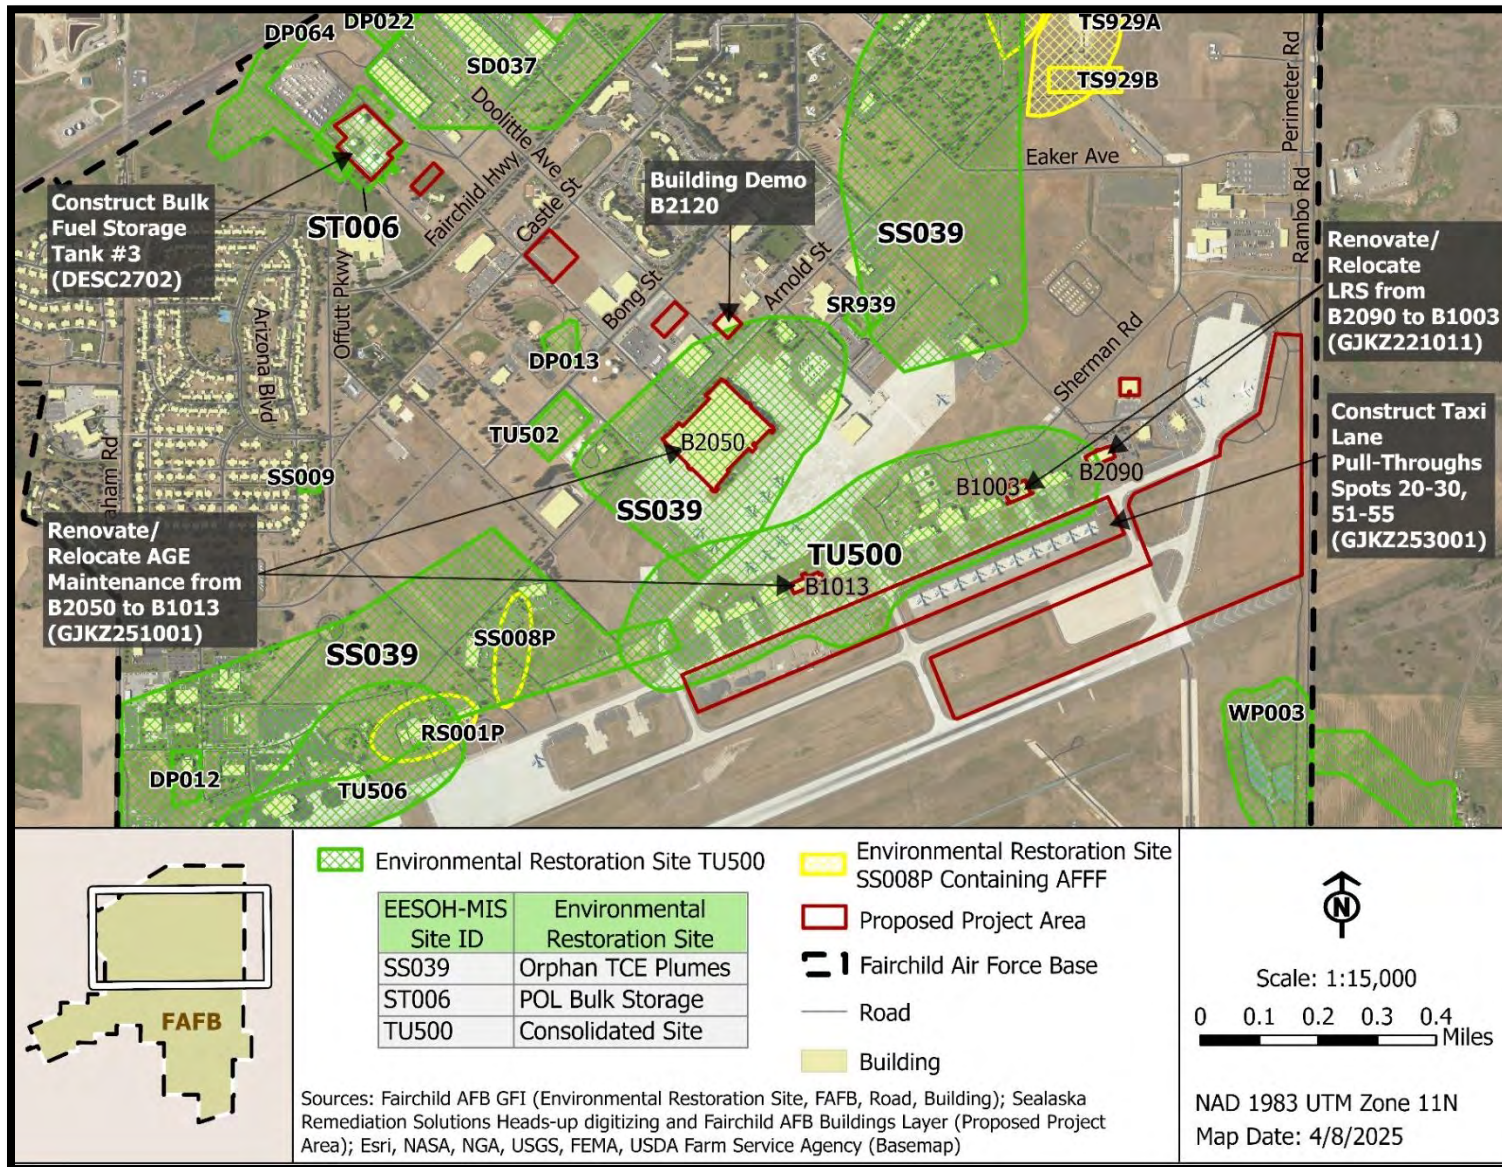 DP064
DP022
SD037
TS929A
TS929B
Perimeter Rd
Doolittle Ave
Fairchild Hwy
Castle St
Eaker Ave
Building Demo
B2120
Construct Bulk
Fuel Storage
Tank #3
(DESC2702)
ST006
SS039
Rambo Rd
Renovate/
Relocate
LRS from
B2090 to B1003
(GJKZ221011)
Arizona Blvd
Offutt Pkwy
Bong St
Arnold St
SR939
DP013
Sherman Rd
TU502
B2050
SS009
aham Rd
SS039
B1003
B2090
Construct Taxi
Lane
Pull-Throughs
Spots 20-30,
51-55
(GJKZ253001)
Renovate/
Relocate AGE
Maintenance from
B2050 to B1013
(GJKZ251001)
TU500
B1013
SS039
SS008P
RS001P
DP012
TU506
WP003
FAFB
Environmental Restoration Site TU500
EESOH-MIS Site ID
Environmental Restoration Site
SS039 Orphan TCE Plumes
ST006 POL Bulk Storage
TU500 Consolidated Site
Environmental Restoration Site
SS008P Containing AFFF
Proposed Project Area
Fairchild Air Force Base
Road
Building
Sources: Fairchild AFB GFI (Environmental Restoration Site, FAFB, Road, Building); Sealaska
Remediation Solutions Heads-up digitizing and Fairchild AFB Buildings Layer (Proposed Project
Area); Esri, NASA, NGA, USGS, FEMA, USDA Farm Service Agency (Basemap)
N
Scale: 1:15,000
0 0.1 0.2 0.3 0.4
Miles
NAD 1983 UTM Zone 11N
Map Date: 4/8/2025